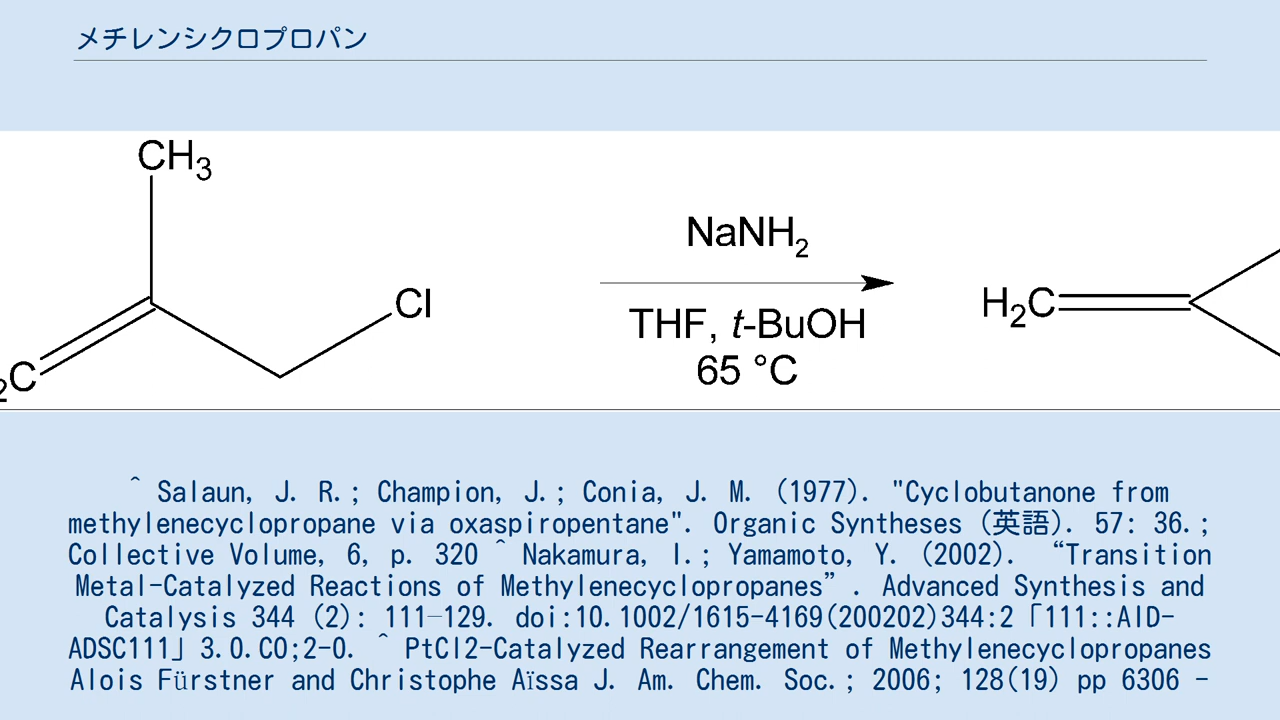 メチレンシクロプロパン
CH3
NaNH2
Cl
H2C
THF, t-BuOH
65 °C
2C
^ Salaun, J. R.; Champion, J.; Conia, J. M. (1977). "Cyclobutanone from
methylenecyclopropane via oxaspiropentane". Organic Syntheses (英語). 57: 36.;
Collective Volume, 6, p. 320 ^ Nakamura, I.; Yamamoto, Y. (2002). “Transition
Metal-Catalyzed Reactions of Methylenecyclopropanes”. Advanced Synthesis and
Catalysis 344 (2): 111–129. doi:10.1002/1615-4169(200202)344:2「111::AID-
ADSC111」3.0.CO;2-0. ^ PtCl2-Catalyzed Rearrangement of Methylenecyclopropanes
Alois Fürstner and Christophe Aïssa J. Am. Chem. Soc.; 2006; 128(19) pp 6306 -